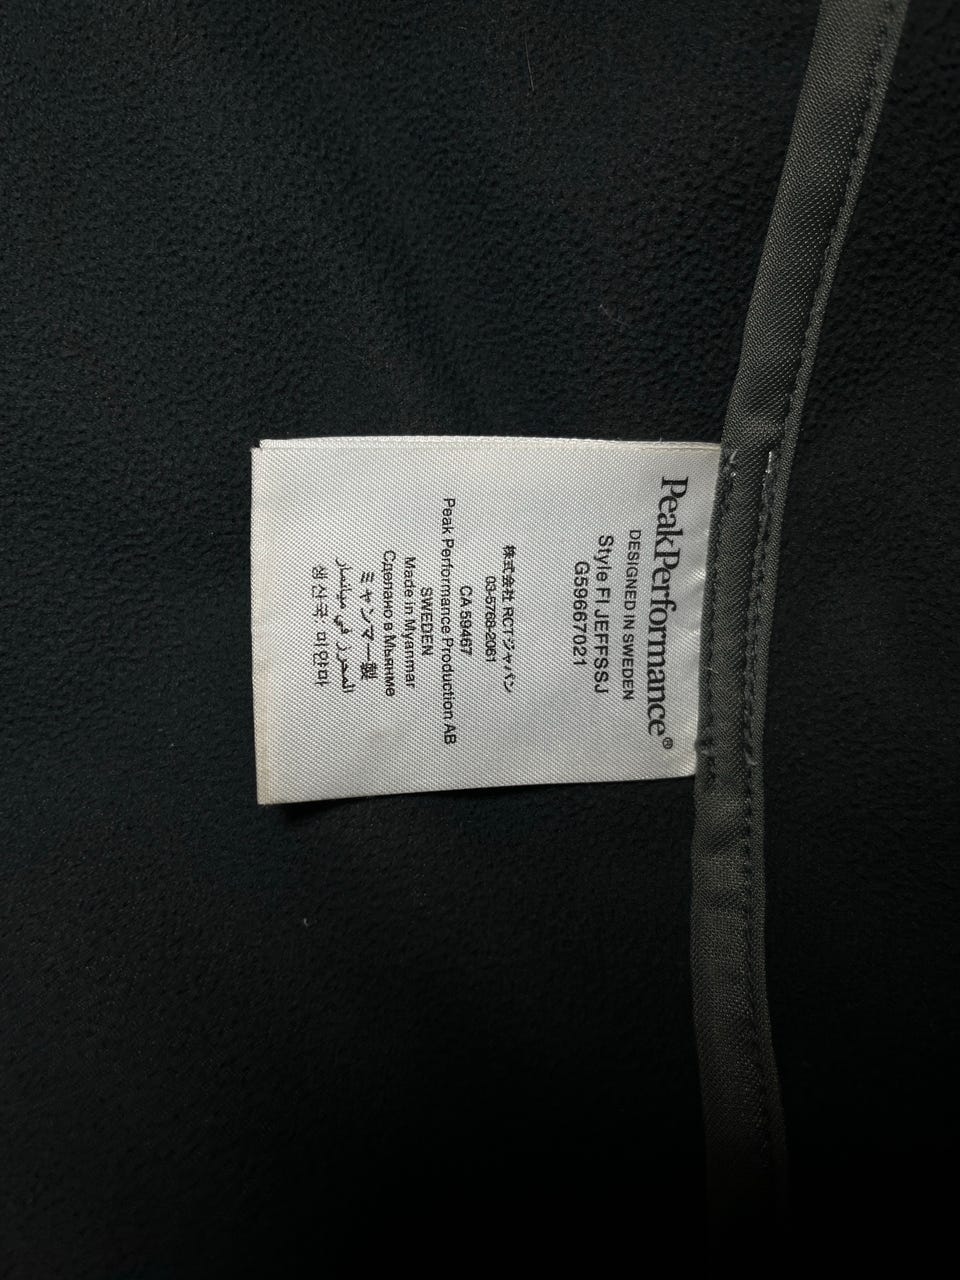 PeakPerformance®
DESIGNED IN SWEDEN
Style FI JEFFSSJ
G59667021
株式会社 RCTジャパン
03-5768-2061
CA 59467
Peak Performance Production AB
SWEDEN
Made in Myanmar
Сделано в Мьянме
ミャンマー製
في ميانمار
생산국: 미얀마